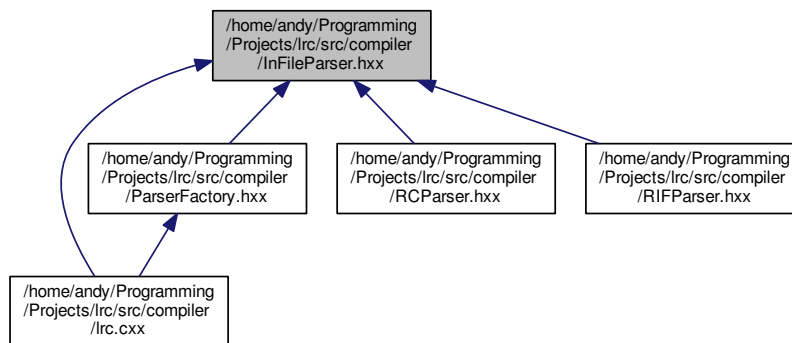 /home/andy/Programming
/Projects/lrc/src/compiler
/InFileParser.hxx
/home/andy/Programming
/Projects/lrc/src/compiler
/ParserFactory.hxx
/home/andy/Programming
/Projects/lrc/src/compiler
/RCParser.hxx
/home/andy/Programming
/Projects/lrc/src/compiler
/RIFParser.hxx
/home/andy/Programming
/Projects/lrc/src/compiler
/lrc.cxx